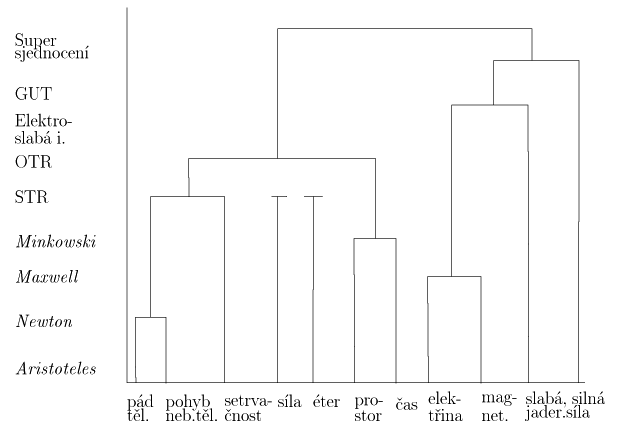 Super
sjednocení
GUT
Elektro-
slabá i.
OTR
STR
Minkowski
Maxwell
Newton
Aristoteles
pád
těl.
pohyb
neb.těl.
setrva-
čnost
síla
éter
pro-
stor
čas
elek-
třina
mag-
net.
slabá, silná
jader.síla